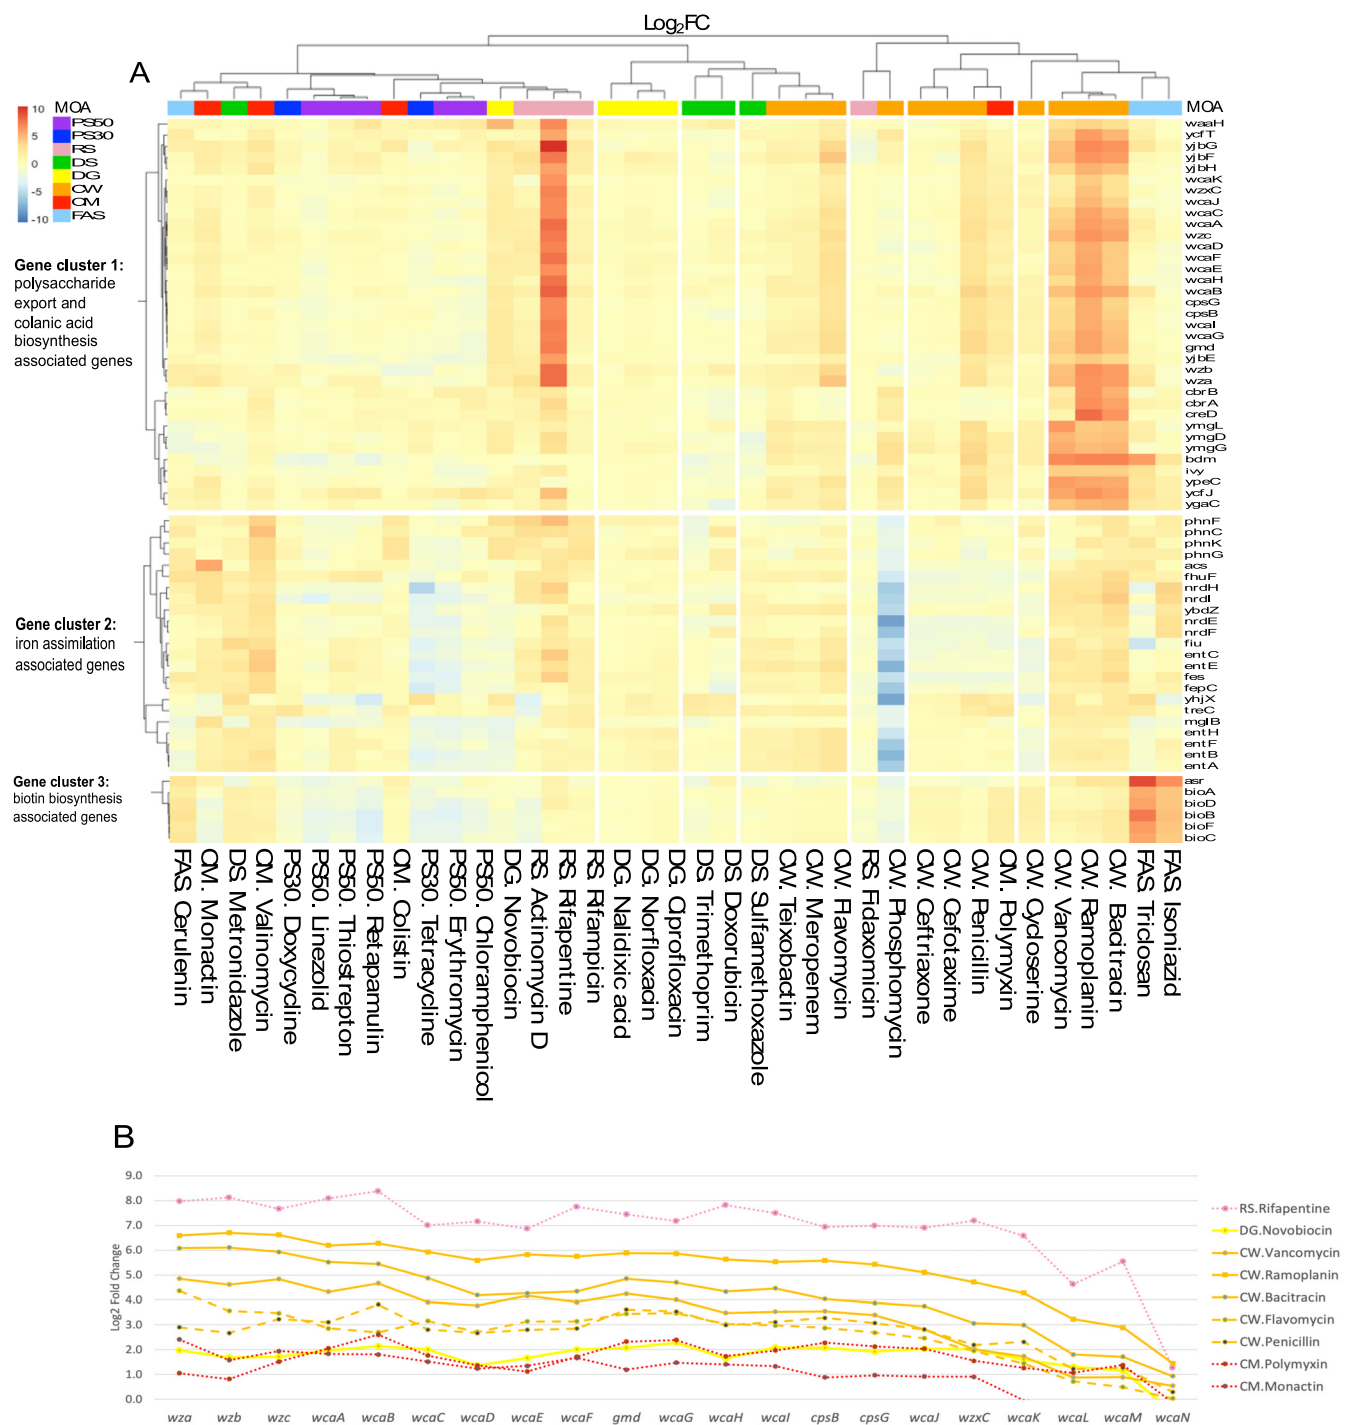 Log₂FC
A
10
5
0
-5
-10
MOA
PS50
PS30
RS
DS
DG
CW
CM
FAS
MOA
waaH
ycfT
yjbG
yjbF
yjbH
wcaK
wzxC
wcaJ
wcaC
wcaA
wzc
wcaD
wcaF
wcaE
wcaH
wcaB
cpsG
cpsB
wcaI
wcaG
gmd
yjbE
wzb
wza
cbrB
cbrA
creD
ymgL
ymgD
ymgG
bdm
ivy
ypeC
ycfJ
ygaC
Gene cluster 1:
polysaccharide
export and
colanic acid
biosynthesis
associated genes
phnF
phnC
phnK
phnG
acs
fhuF
nrdH
nrdI
ybdZ
nrdE
nrdF
fiu
entC
entE
fes
fepC
yhjX
treC
mglB
entH
entF
entB
entA
Gene cluster 2:
iron assimilation
associated genes
asr
bioA
bioD
bioB
bioF
bioC
Gene cluster 3:
biotin biosynthesis
associated genes
FAS. Cerulenin
CM. Monactin
DS. Metronidazole
CM. Valinomycin
PS30. Doxycycline
PS50. Linezolid
PS50. Thiostrepton
PS50. Retapamulin
CM. Colistin
PS30. Tetracycline
PS50. Erythromycin
PS50. Chloramphenicol
DG. Novobiocin
RS. Actinomycin D
RS. Rifapentine
RS. Rifampicin
DG. Nalidixic acid
DG. Norfloxacin
DG. Ciprofloxacin
DS. Trimethoprim
DS. Doxorubicin
DS. Sulfamethoxazole
CW. Teixobactin
CW. Meropenem
CW. Flavomycin
RS. Fidaxomicin
CW. Phosphomycin
CW. Ceftriaxone
CW. Cefotaxime
CW. Penicillin
CM. Polymyxin
CW. Cycloserine
CW. Vancomycin
CW. Ramoplanin
CW. Bacitracin
FAS. Triclosan
FAS. Isoniazid
B
Log2 Fold Change
9.0
8.0
7.0
6.0
5.0
4.0
3.0
2.0
1.0
0.0
wza wzb wzc wcaA wcaB wcaC wcaD wcaE wcaF gmd wcaG wcaH wcaI cpsB cpsG wcaJ wzxC wcaK wcaL wcaM wcaN
RS.Rifapentine
DG.Novobiocin
CW.Vancomycin
CW.Ramoplanin
CW.Bacitracin
CW.Flavomycin
CW.Penicillin
CM.Polymyxin
CM.Monactin